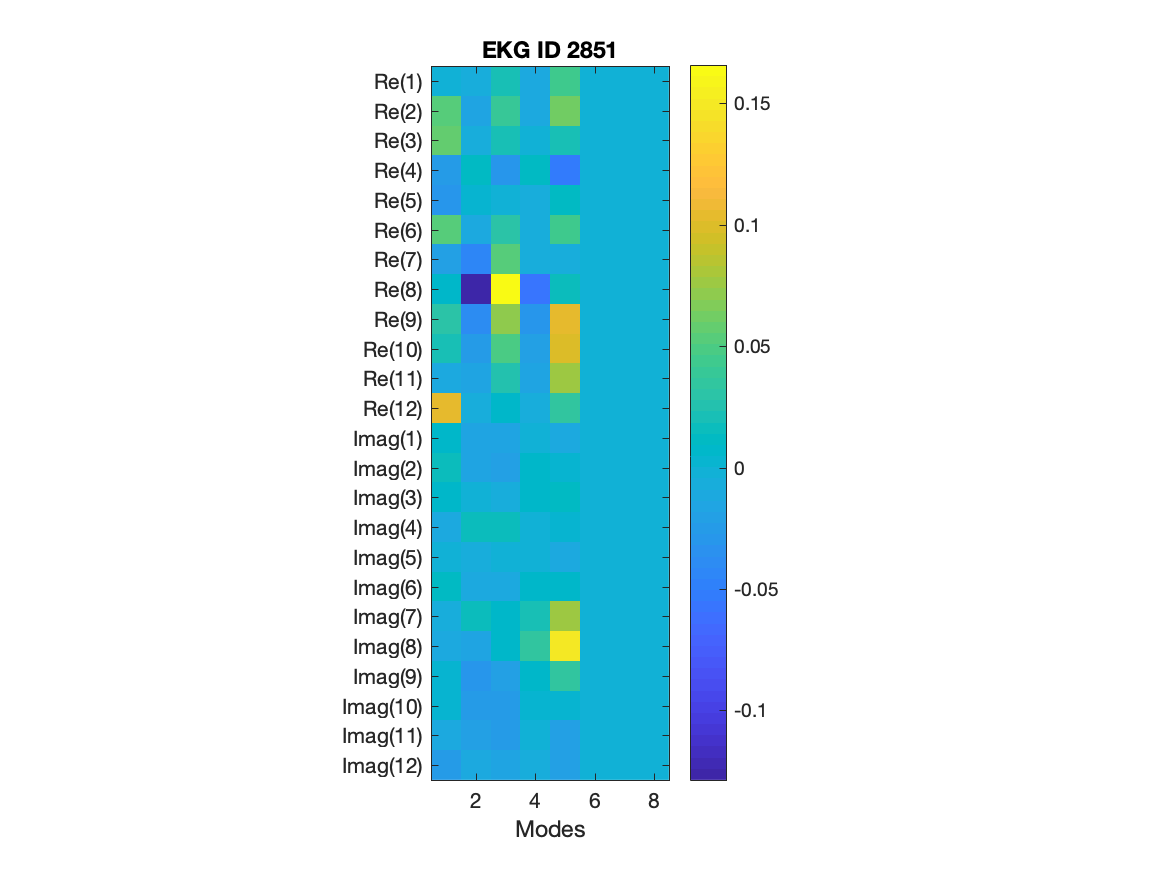 EKG ID 2851
Re(1)
Re(2)
Re(3)
Re(4)
Re(5)
Re(6)
Re(7)
Re(8)
Re(9)
Re(10)
Re(11)
Re(12)
Imag(1)
Imag(2)
Imag(3)
Imag(4)
Imag(5)
Imag(6)
Imag(7)
Imag(8)
Imag(9)
Imag(10)
Imag(11)
Imag(12)
2 4 6 8
Modes
0.15
0.1
0.05
0
-0.05
-0.1